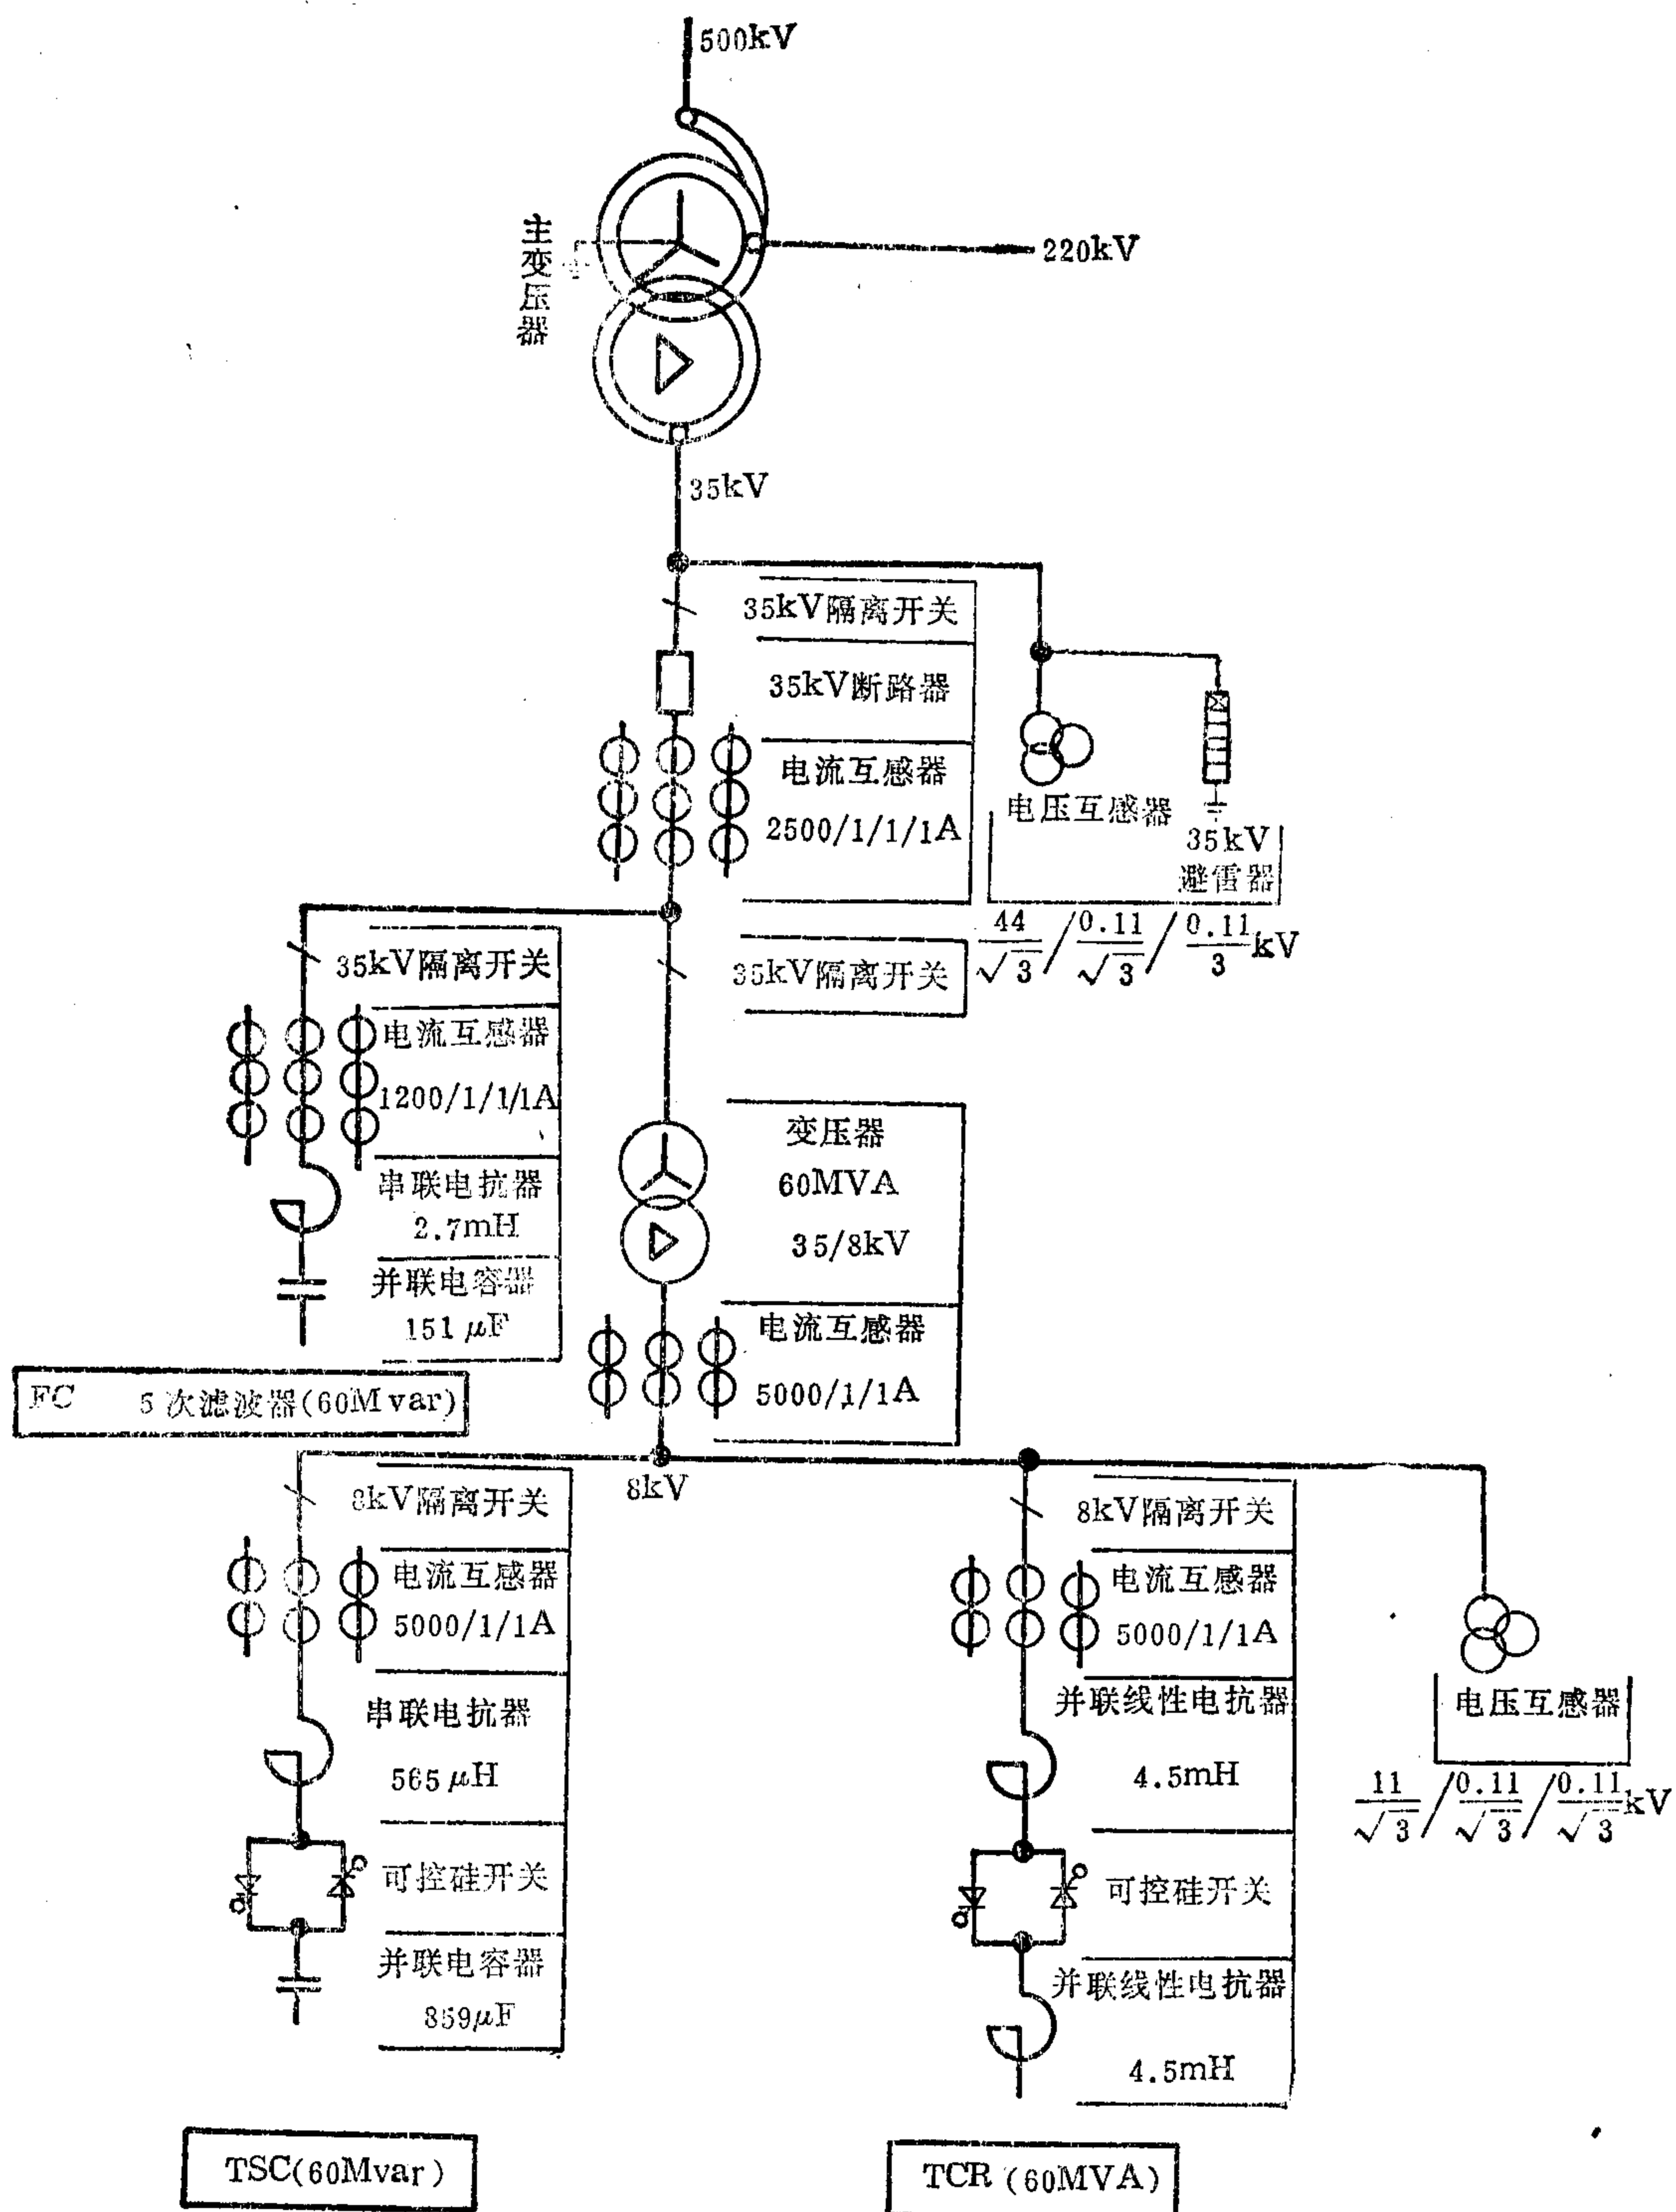 500kV
主变压器
220kV
35kV
35kV隔离开关
35kV断路器
电流互感器
2500/1/1/1A
电压互感器
35kV
避雷器
44/√3 / 0.11/√3 / 0.11/3 kV
35kV隔离开关
电流互感器
1200/1/1/1A
串联电抗器
2.7mH
并联电容器
151 μF
FC 5次滤波器(60Mvar)
35kV隔离开关
变压器
60MVA
35/8kV
电流互感器
5000/1/1A
8kV
8kV隔离开关
电流互感器
5000/1/1A
串联电抗器
565 μH
可控硅开关
并联电容器
859μF
TSC(60Mvar)
8kV隔离开关
电流互感器
5000/1/1A
并联线性电抗器
4.5mH
可控硅开关
并联线性电抗器
4.5mH
TCR (60MVA)
电压互感器
11/√3 / 0.11/√3 / 0.11/√3 kV